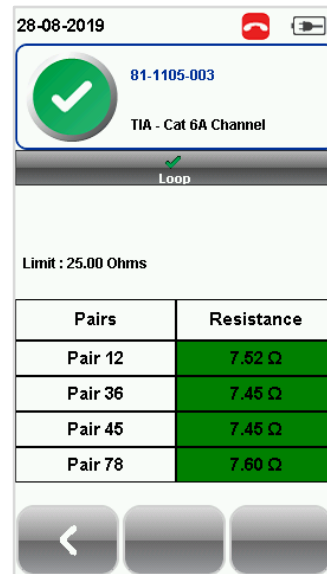 28-08-2019
81-1105-003
TIA - Cat 6A Channel
Loop
Limit : 25.00 Ohms
Pairs Resistance
Pair 12 7.52 Ω
Pair 36 7.45 Ω
Pair 45 7.45 Ω
Pair 78 7.60 Ω